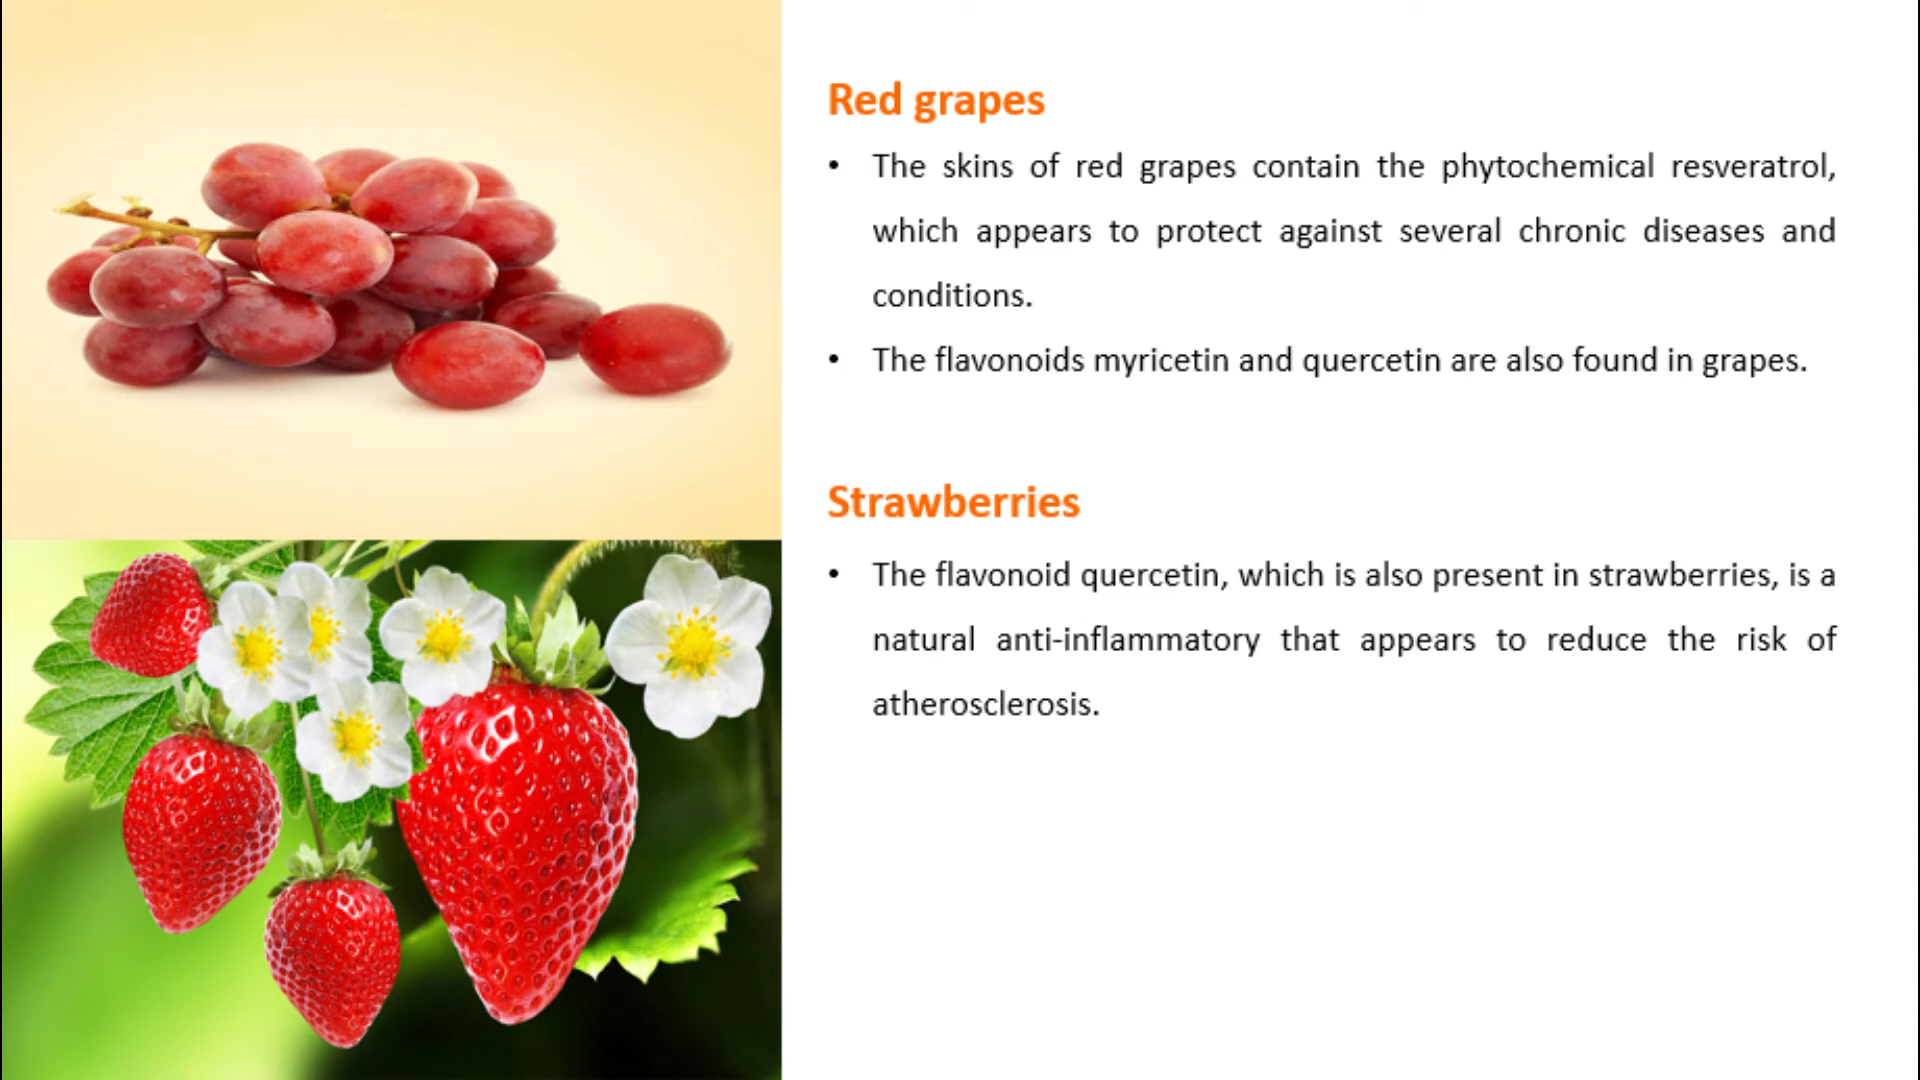 Red grapes
• The skins of red grapes contain the phytochemical resveratrol,
which appears to protect against several chronic diseases and
conditions.
• The flavonoids myricetin and quercetin are also found in grapes.
Strawberries
• The flavonoid quercetin, which is also present in strawberries, is a
natural anti-inflammatory that appears to reduce the risk of
atherosclerosis.